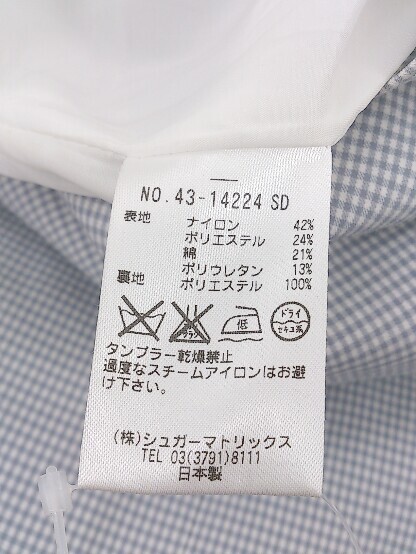 NO.43-14224 SD
表地 ナイロン 42%
ポリエステル 24%
綿 21%
ポリウレタン 13%
裏地 ポリエステル 100%
低
ドライ
セキユ系
タンブラー乾燥禁止
過度なスチームアイロンはお避
け下さい。
(株)シュガーマトリックス
TEL 03(3791)8111
日本製